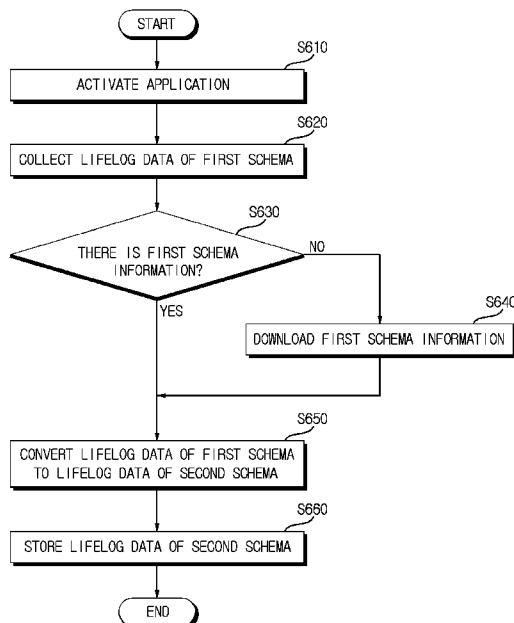 START
S610
ACTIVATE APPLICATION
S620
COLLECT LIFELOG DATA OF FIRST SCHEMA
S630
THERE IS FIRST SCHEMA
INFORMATION?
NO
YES
S640
DOWNLOAD FIRST SCHEMA INFORMATION
S650
CONVERT LIFELOG DATA OF FIRST SCHEMA
TO LIFELOG DATA OF SECOND SCHEMA
S660
STORE LIFELOG DATA OF SECOND SCHEMA
END